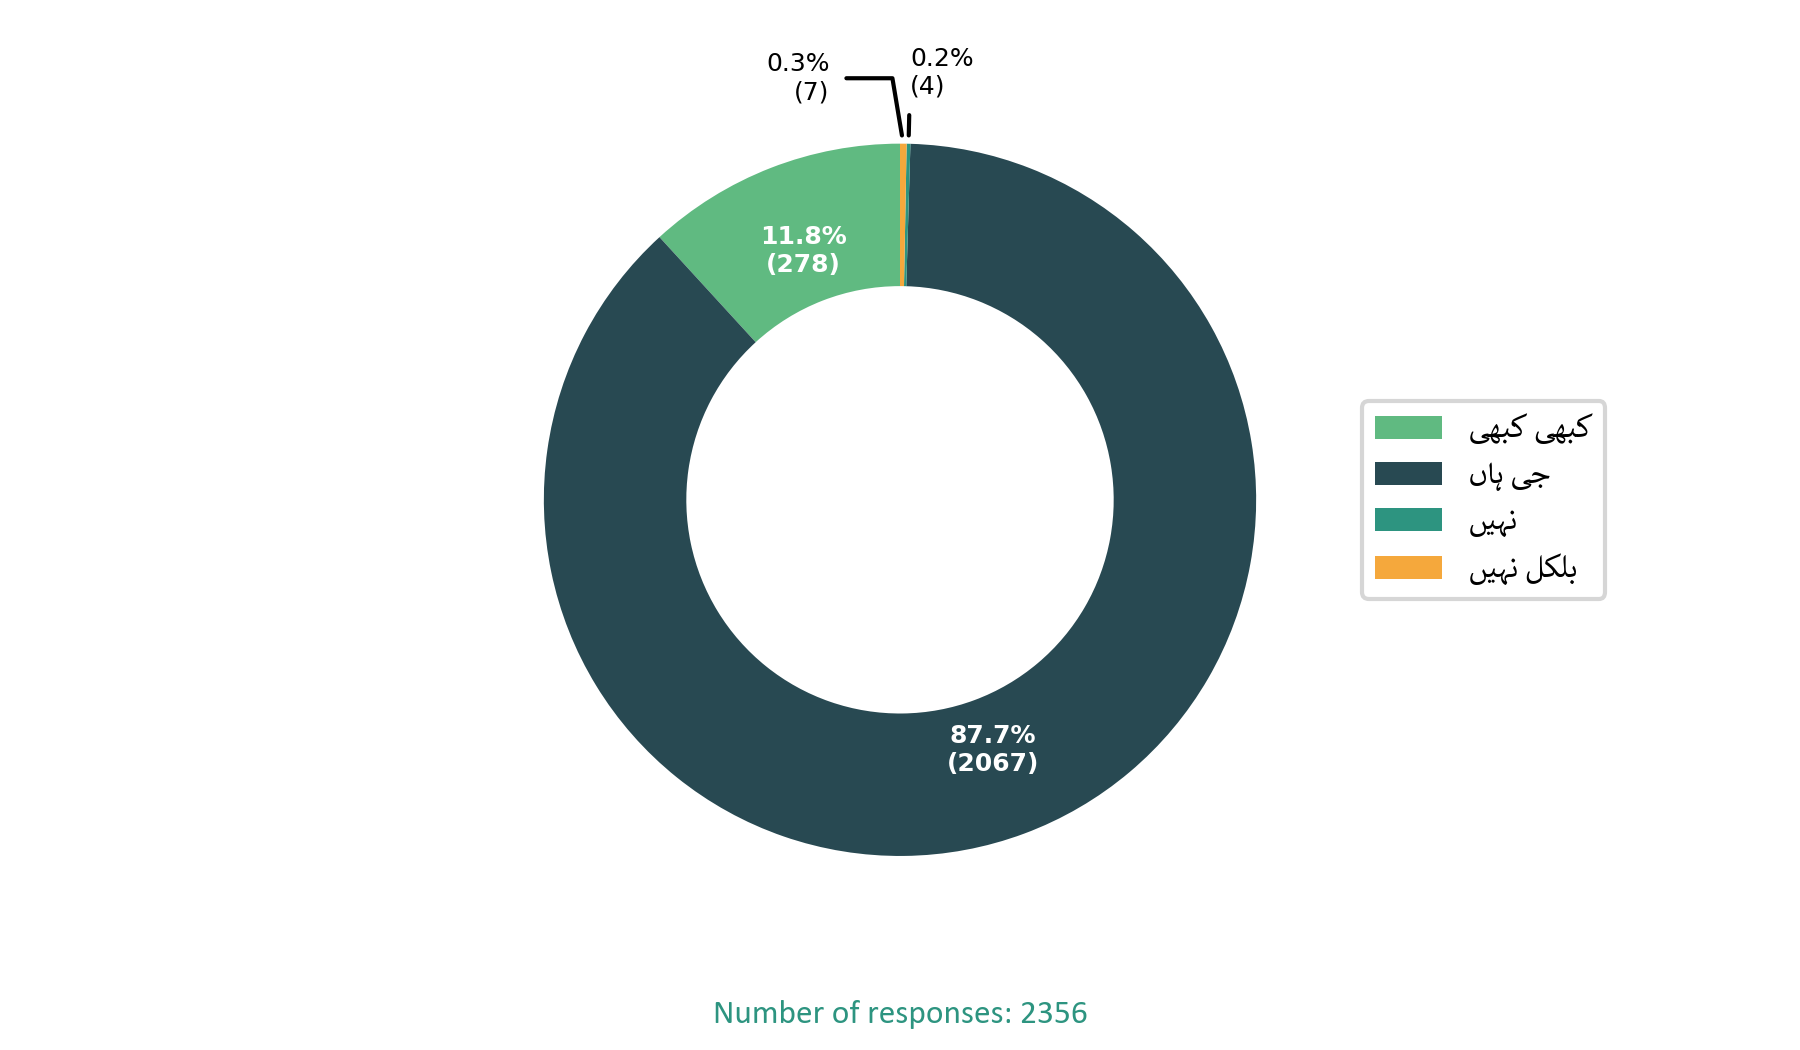 0.3%
(7)
0.2%
(4)
11.8%
(278)
87.7%
(2067)
کبھی کبھی
جی ہاں
نہیں
بلکل نہیں
Number of responses: 2356